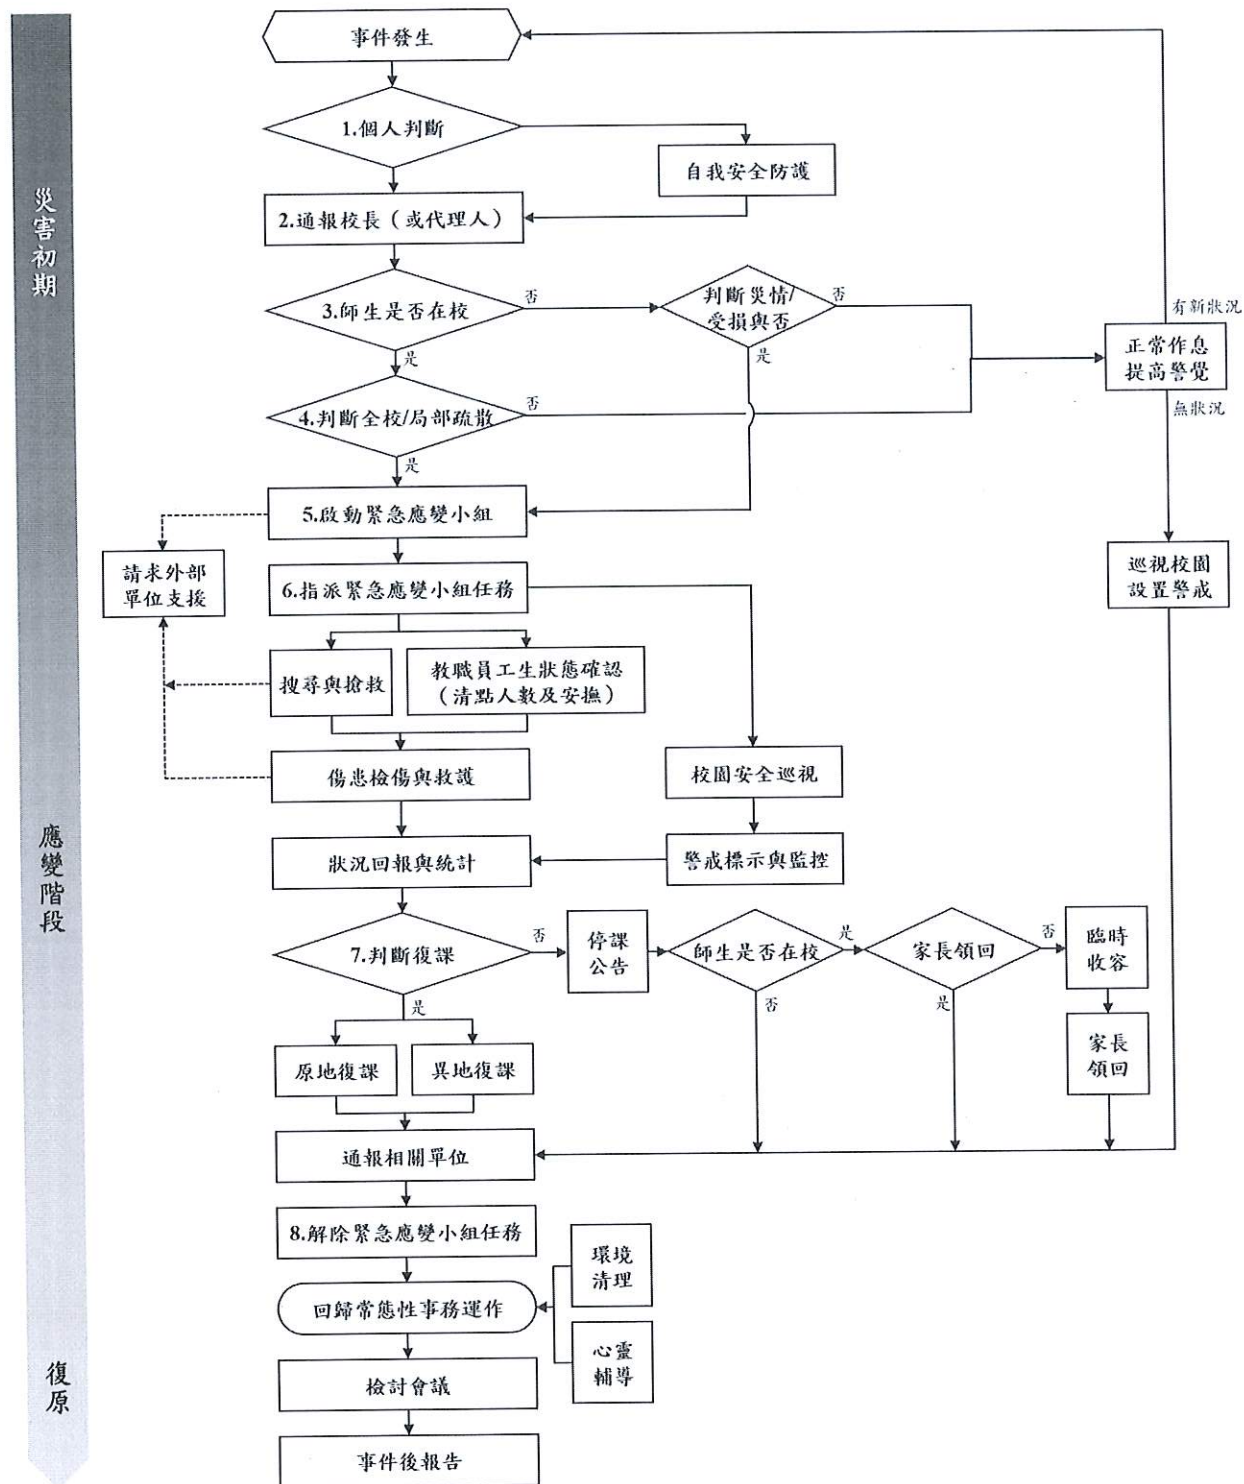 事件發生
1.個人判斷
自我安全防護
2.通報校長（或代理人）
3.師生是否在校
否
判斷災情/
受損與否
否
有新狀況
正常作息
提高警覺
無狀況
是
是
4.判斷全校/局部疏散
否
是
5.啟動緊急應變小組
請求外部
單位支援
6.指派緊急應變小組任務
巡視校園
設置警戒
搜尋與搶救
教職員工生狀態確認
（清點人數及安撫）
傷患檢傷與救護
校園安全巡視
狀況回報與統計
警戒標示與監控
7.判斷復課
否
停課
公告
師生是否在校
是
家長領回
否
臨時
收容
是
否
是
原地復課
異地復課
家長
領回
通報相關單位
8.解除緊急應變小組任務
環境
清理
回歸常態性事務運作
心靈
輔導
檢討會議
事件後報告
災害初期
應變階段
復原